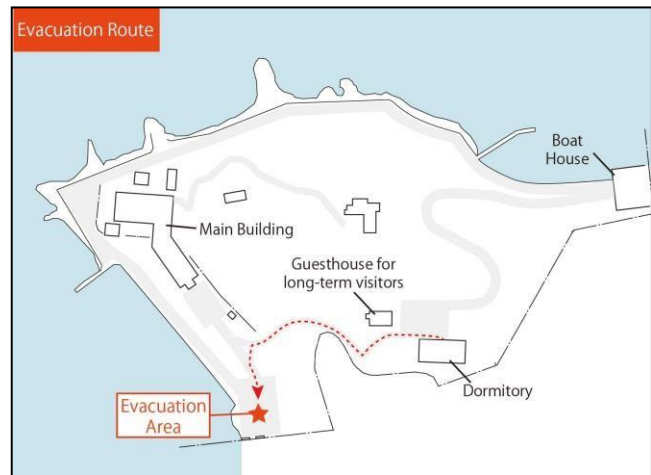 Evacuation Route
Boat
House
Main Building
Guesthouse for
long-term visitors
Dormitory
Evacuation
Area